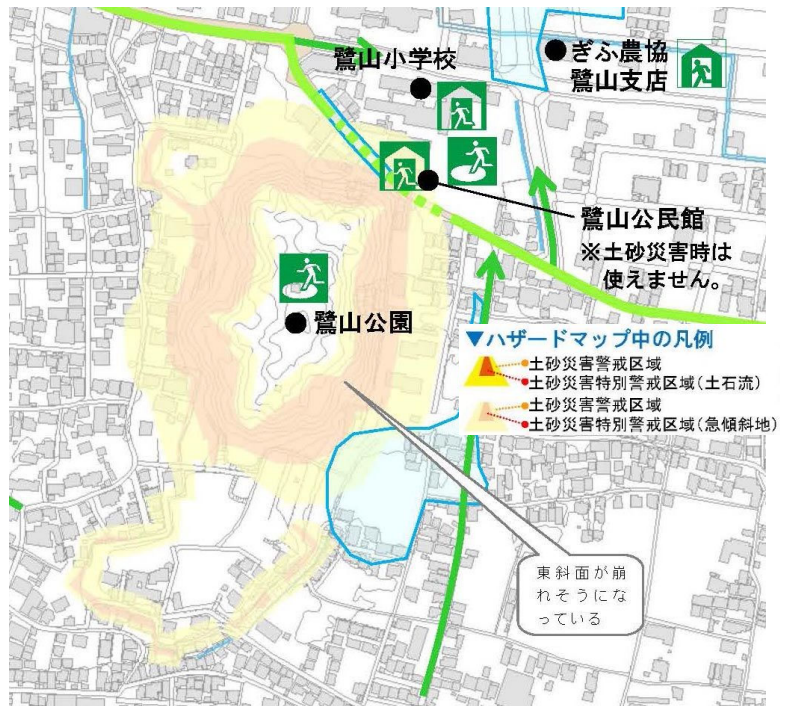 鷺山小学校
ぎふ農協
鷺山支店
鷺山公民館
※土砂災害時は
使えません。
鷺山公園
▼ハザードマップ中の凡例
土砂災害警戒区域
土砂災害特別警戒区域(土石流)
土砂災害警戒区域
土砂災害特別警戒区域(急傾斜地)
東斜面が崩
れそうにな
っている